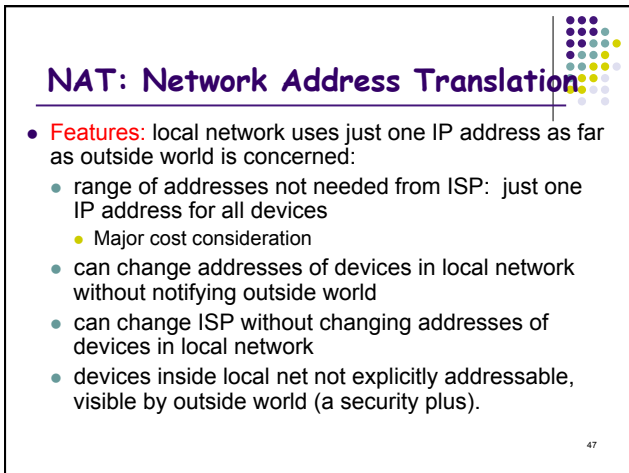 NAT: Network Address Translation
Features: local network uses just one IP address as far
as outside world is concerned:
range of addresses not needed from ISP: just one
IP address for all devices
Major cost consideration
can change addresses of devices in local network
without notifying outside world
can change ISP without changing addresses of
devices in local network
devices inside local net not explicitly addressable,
visible by outside world (a security plus).
47